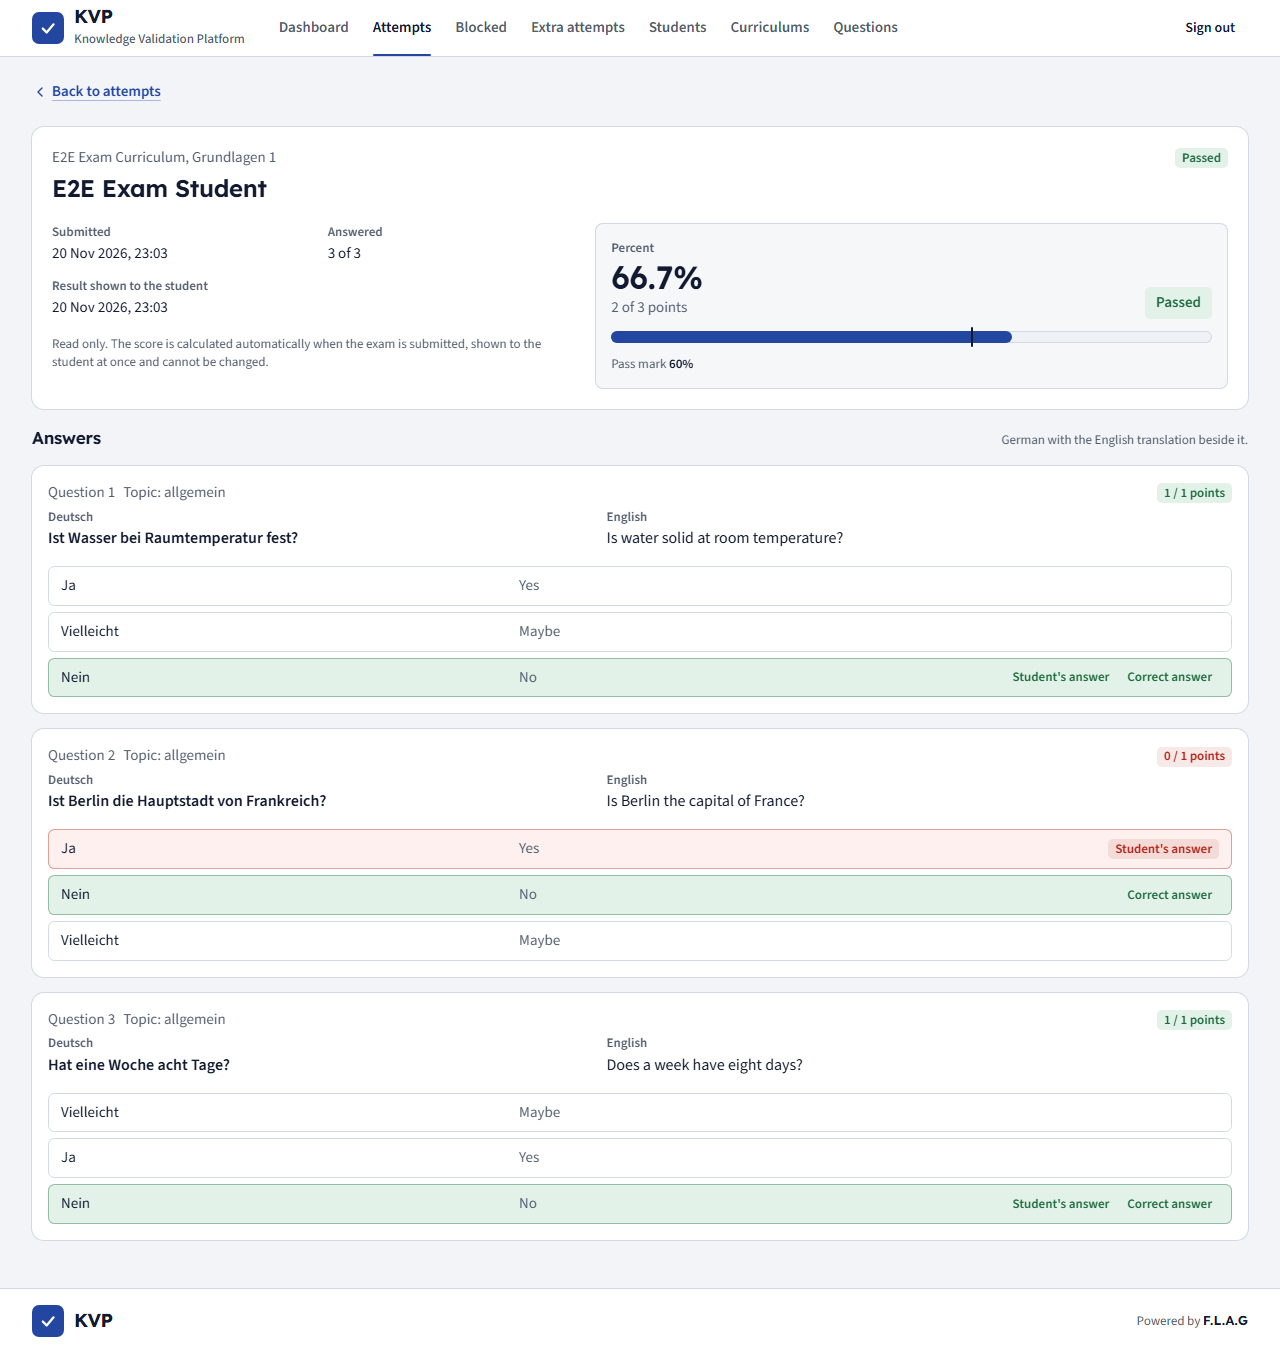 KVP
Knowledge Validation Platform
Dashboard Attempts Blocked Extra attempts Students Curriculums Questions Sign out
Back to attempts
E2E Exam Curriculum, Grundlagen 1 Passed
E2E Exam Student
Submitted Answered
20 Nov 2026, 23:03 3 of 3
Result shown to the student
20 Nov 2026, 23:03
Read only. The score is calculated automatically when the exam is submitted, shown to the
student at once and cannot be changed.
Percent
66.7%
2 of 3 points Passed
Pass mark 60%
Answers German with the English translation beside it.
Question 1 Topic: allgemein 1 / 1 points
Deutsch English
Ist Wasser bei Raumtemperatur fest? Is water solid at room temperature?
Ja Yes
Vielleicht Maybe
Nein No Student's answer Correct answer
Question 2 Topic: allgemein 0 / 1 points
Deutsch English
Ist Berlin die Hauptstadt von Frankreich? Is Berlin the capital of France?
Ja Yes Student's answer
Nein No Correct answer
Vielleicht Maybe
Question 3 Topic: allgemein 1 / 1 points
Deutsch English
Hat eine Woche acht Tage? Does a week have eight days?
Vielleicht Maybe
Ja Yes
Nein No Student's answer Correct answer
KVP Powered by F.L.A.G